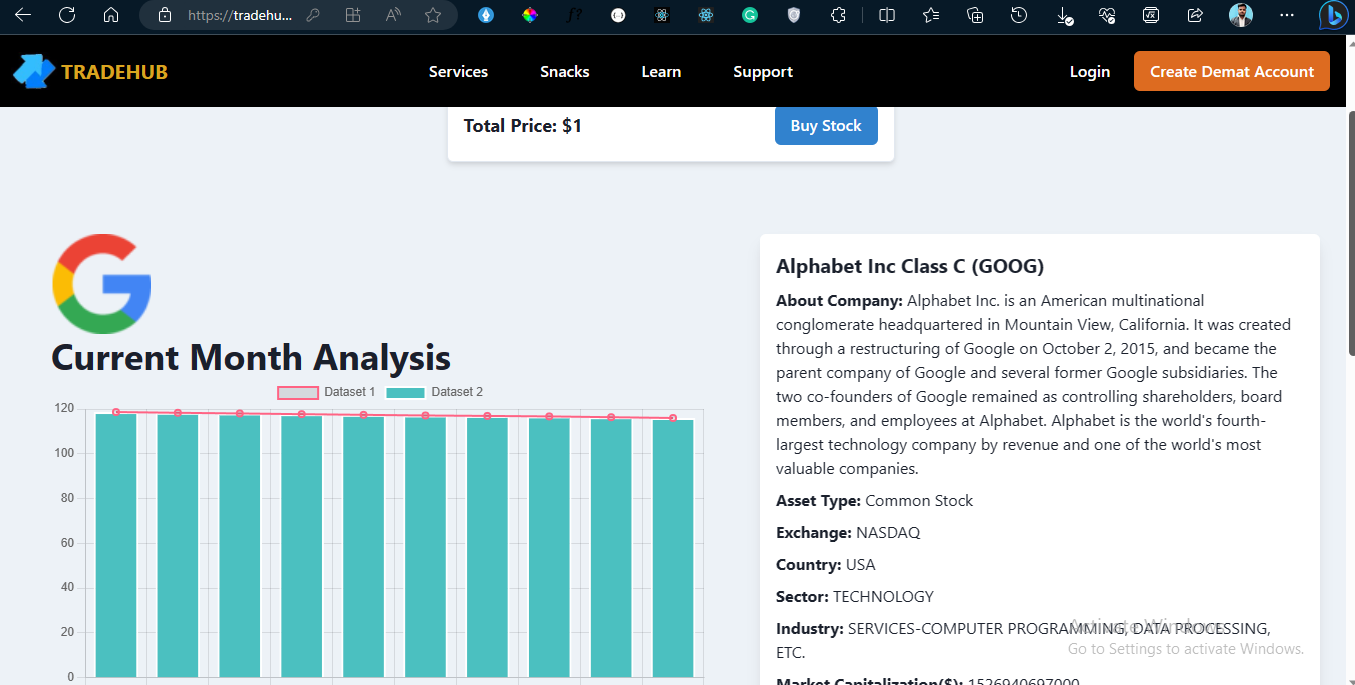 https://tradehu...
TRADEHUB
Services
Snacks
Learn
Support
Login
Create Demat Account
Total Price: $1
Buy Stock
Current Month Analysis
Dataset 1
Dataset 2
120
100
80
60
40
20
0
Alphabet Inc Class C (GOOG)
About Company: Alphabet Inc. is an American multinational
conglomerate headquartered in Mountain View, California. It was created
through a restructuring of Google on October 2, 2015, and became the
parent company of Google and several former Google subsidiaries. The
two co-founders of Google remained as controlling shareholders, board
members, and employees at Alphabet. Alphabet is the world's fourth-
largest technology company by revenue and one of the world's most
valuable companies.
Asset Type: Common Stock
Exchange: NASDAQ
Country: USA
Sector: TECHNOLOGY
Industry: SERVICES-COMPUTER PROGRAMMING, DATA PROCESSING,
ETC.
Market Capitalization($): 1526940697000
Activate Windows
Go to Settings to activate Windows.